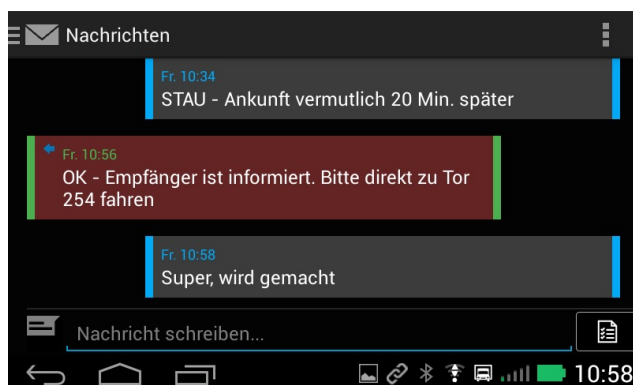 Nachrichten
Fr. 10:34
STAU - Ankunft vermutlich 20 Min. später
Fr. 10:56
OK - Empfänger ist informiert. Bitte direkt zu Tor
254 fahren
Fr. 10:58
Super, wird gemacht
Nachricht schreiben...
10:58